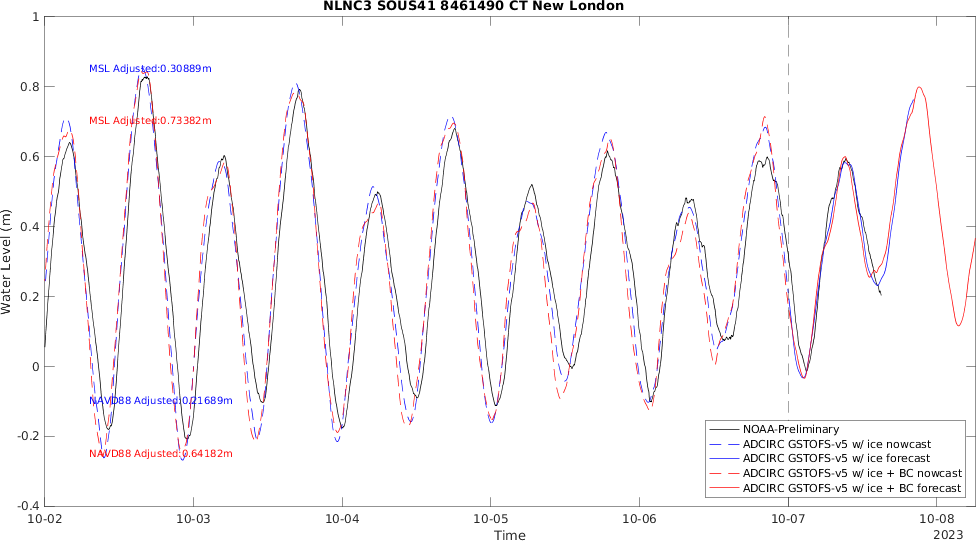 NLNC3 SOUS41 8461490 CT New London
1
0.8
0.6
0.4
0.2
0
-0.2
-0.4
Water Level (m)
MSL Adjusted:0.30889m
MSL Adjusted:0.73382m
NAVD88 Adjusted:0.21689m
NAVD88 Adjusted:0.64182m
NOAA-Preliminary
ADCIRC GSTOFS-v5 w/ ice nowcast
ADCIRC GSTOFS-v5 w/ ice forecast
ADCIRC GSTOFS-v5 w/ ice + BC nowcast
ADCIRC GSTOFS-v5 w/ ice + BC forecast
10-02 10-03 10-04 10-05 10-06 10-07 10-08
Time
2023